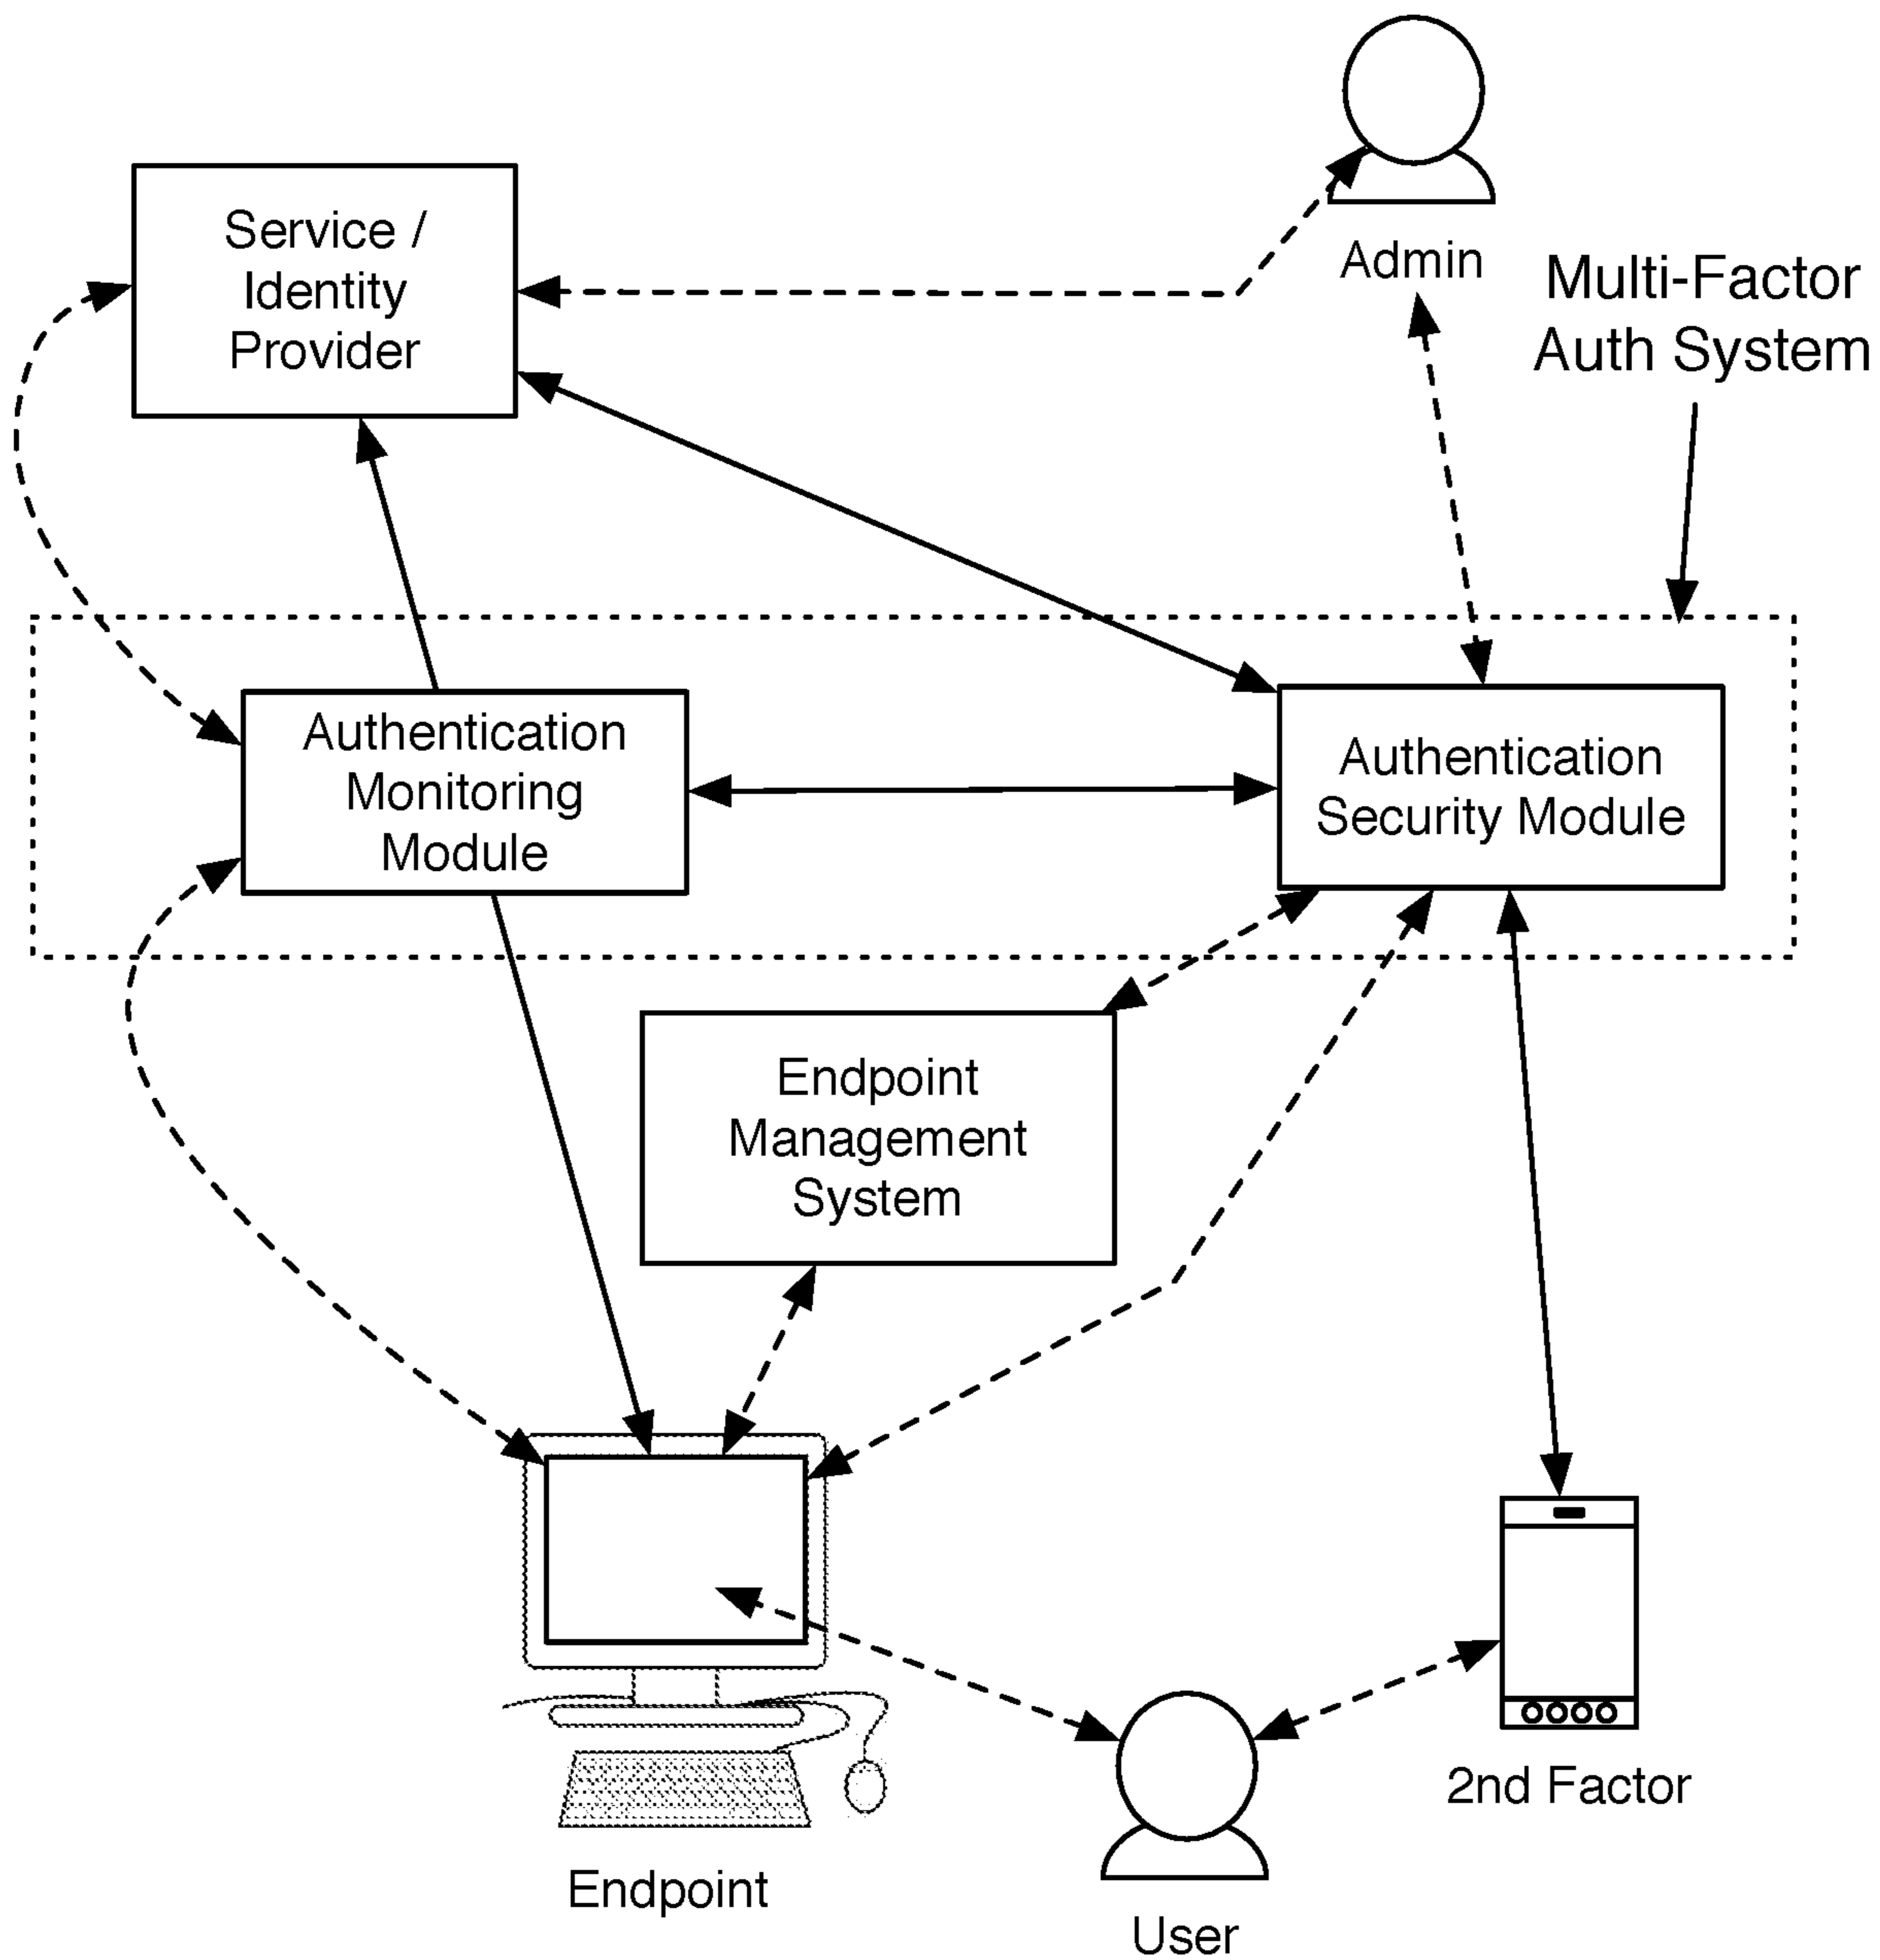 Service /
Identity
Provider
Admin
Multi-Factor
Auth System
Authentication
Monitoring
Module
Authentication
Security Module
Endpoint
Management
System
2nd Factor
Endpoint
User